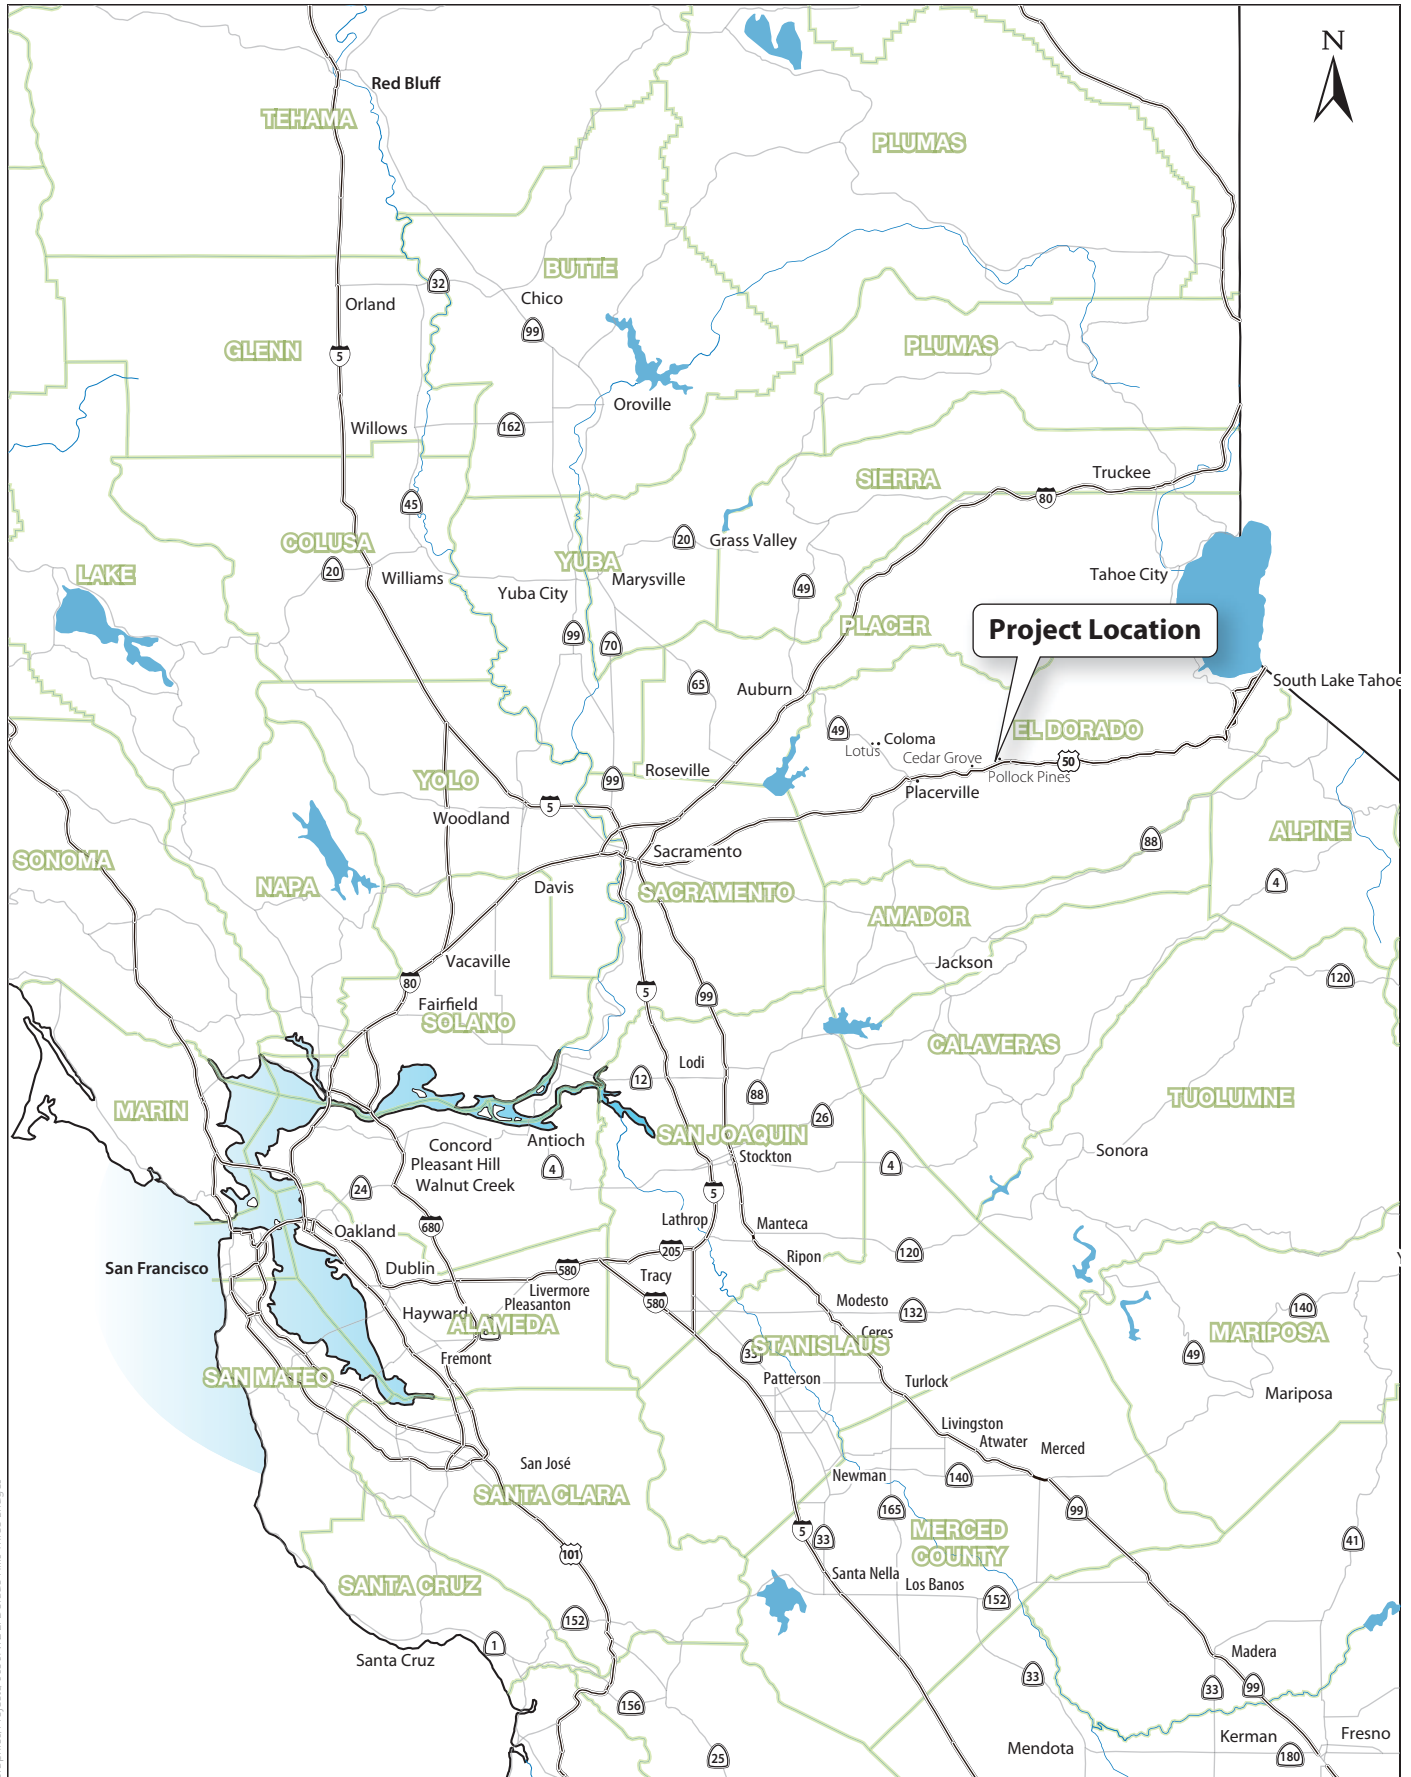 N
Red Bluff
TEHAMA
PLUMAS
BUTTE
32
Orland
Chico
99
GLENN
5
PLUMAS
Oroville
162
Willows
SIERRA
Truckee
80
45
COLUSA
20
Grass Valley
20
LAKE
Williams
YUBA
Marysville
Tahoe City
49
Yuba City
99
70
PLACER
Project Location
65
Auburn
South Lake Tahoe
49
Coloma
Lotus
EL DORADO
Cedar Grove
50
Pollock Pines
Roseville
99
YOLO
Placerville
5
Woodland
ALPINE
88
SONOMA
Sacramento
NAPA
Davis
SACRAMENTO
4
AMADOR
Vacaville
Jackson
80
5
99
120
Fairfield
SOLANO
CALAVERAS
Lodi
12
88
MARIN
26
TUOLUMNE
SAN JOAQUIN
Antioch
Concord
Pleasant Hill
Walnut Creek
4
Stockton
4
Sonora
24
5
Lathrop
Manteca
680
Oakland
205
120
Ripon
San Francisco
Dublin
580
Tracy
Livermore
Pleasanton
580
Modesto
132
140
Hayward
ALAMEDA
Ceres
STANISLAUS
33
MARIPOSA
49
Fremont
SAN MATEO
Patterson
Turlock
Mariposa
Livingston
Atwater
Merced
San José
Newman
140
SANTA CLARA
165
99
5
33
MERCED
COUNTY
41
101
Santa Nella
Los Banos
SANTA CRUZ
152
152
1
Santa Cruz
Madera
33
33
99
156
Kerman
Fresno
Mendota
25
180